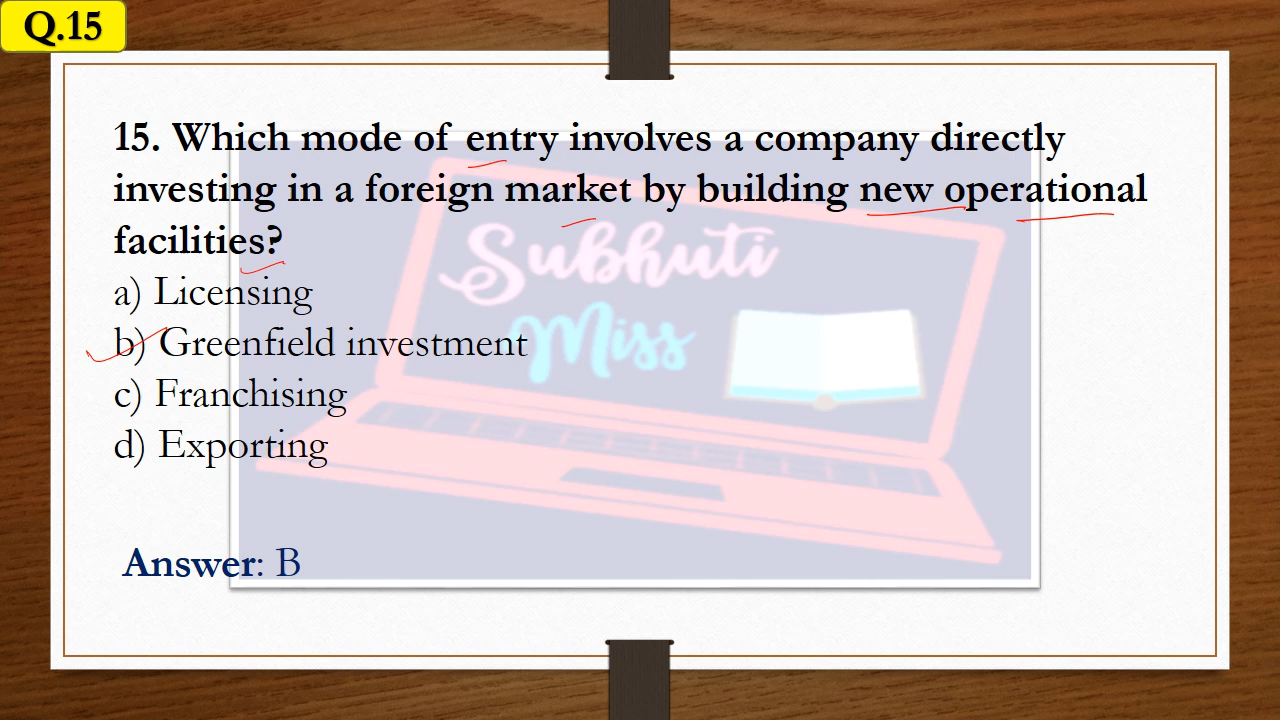 Q.15
15. Which mode of entry involves a company directly
investing in a foreign market by building new operational
facilities?
a) Licensing
b) Greenfield investment
c) Franchising
d) Exporting
Answer: B
Subhuti
Miss